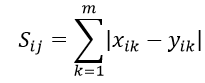 $S_{ij} = \sum_{k=1}^{m} |x_{ik} - y_{ik}|$